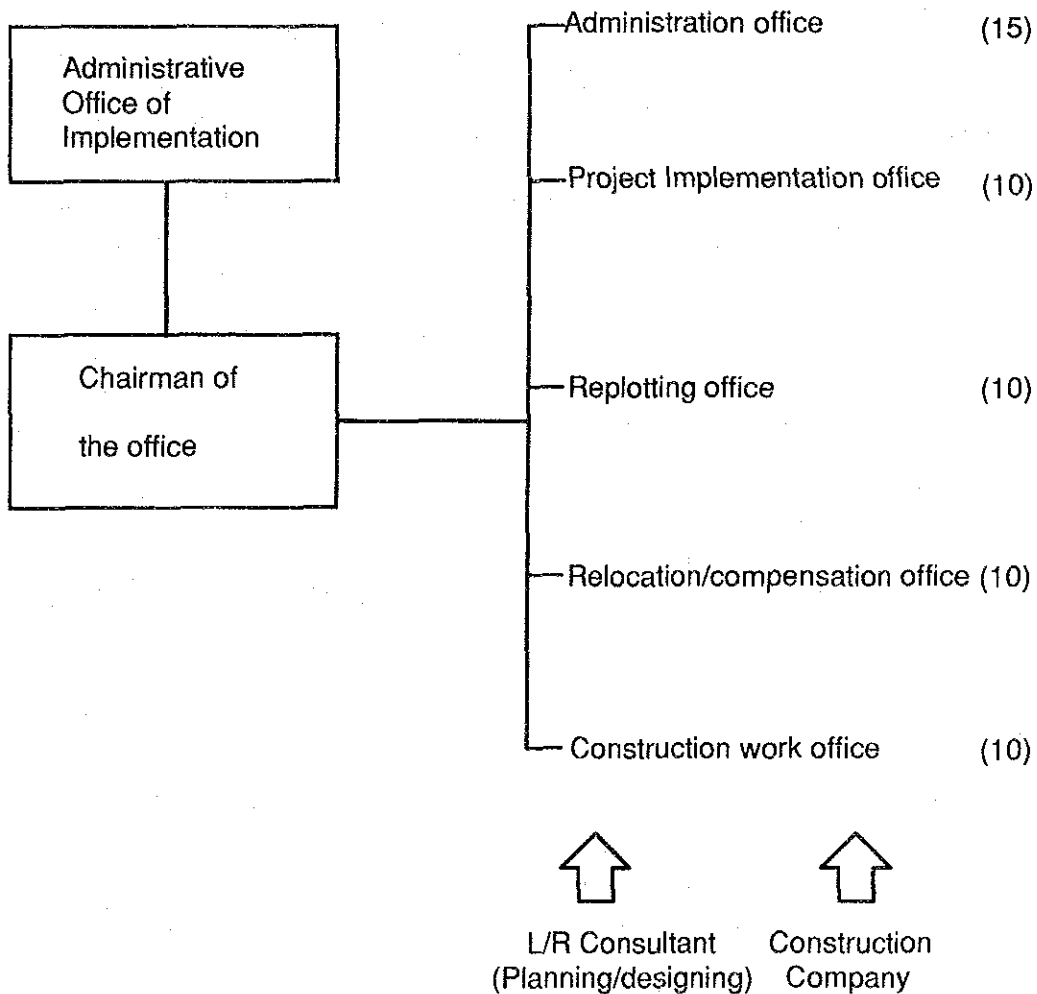 Administrative
Office of
Implementation
Chairman of
the office
Administration office (15)
Project Implementation office (10)
Replotting office (10)
Relocation/compensation office (10)
Construction work office (10)
L/R Consultant
(Planning/designing)
Construction
Company